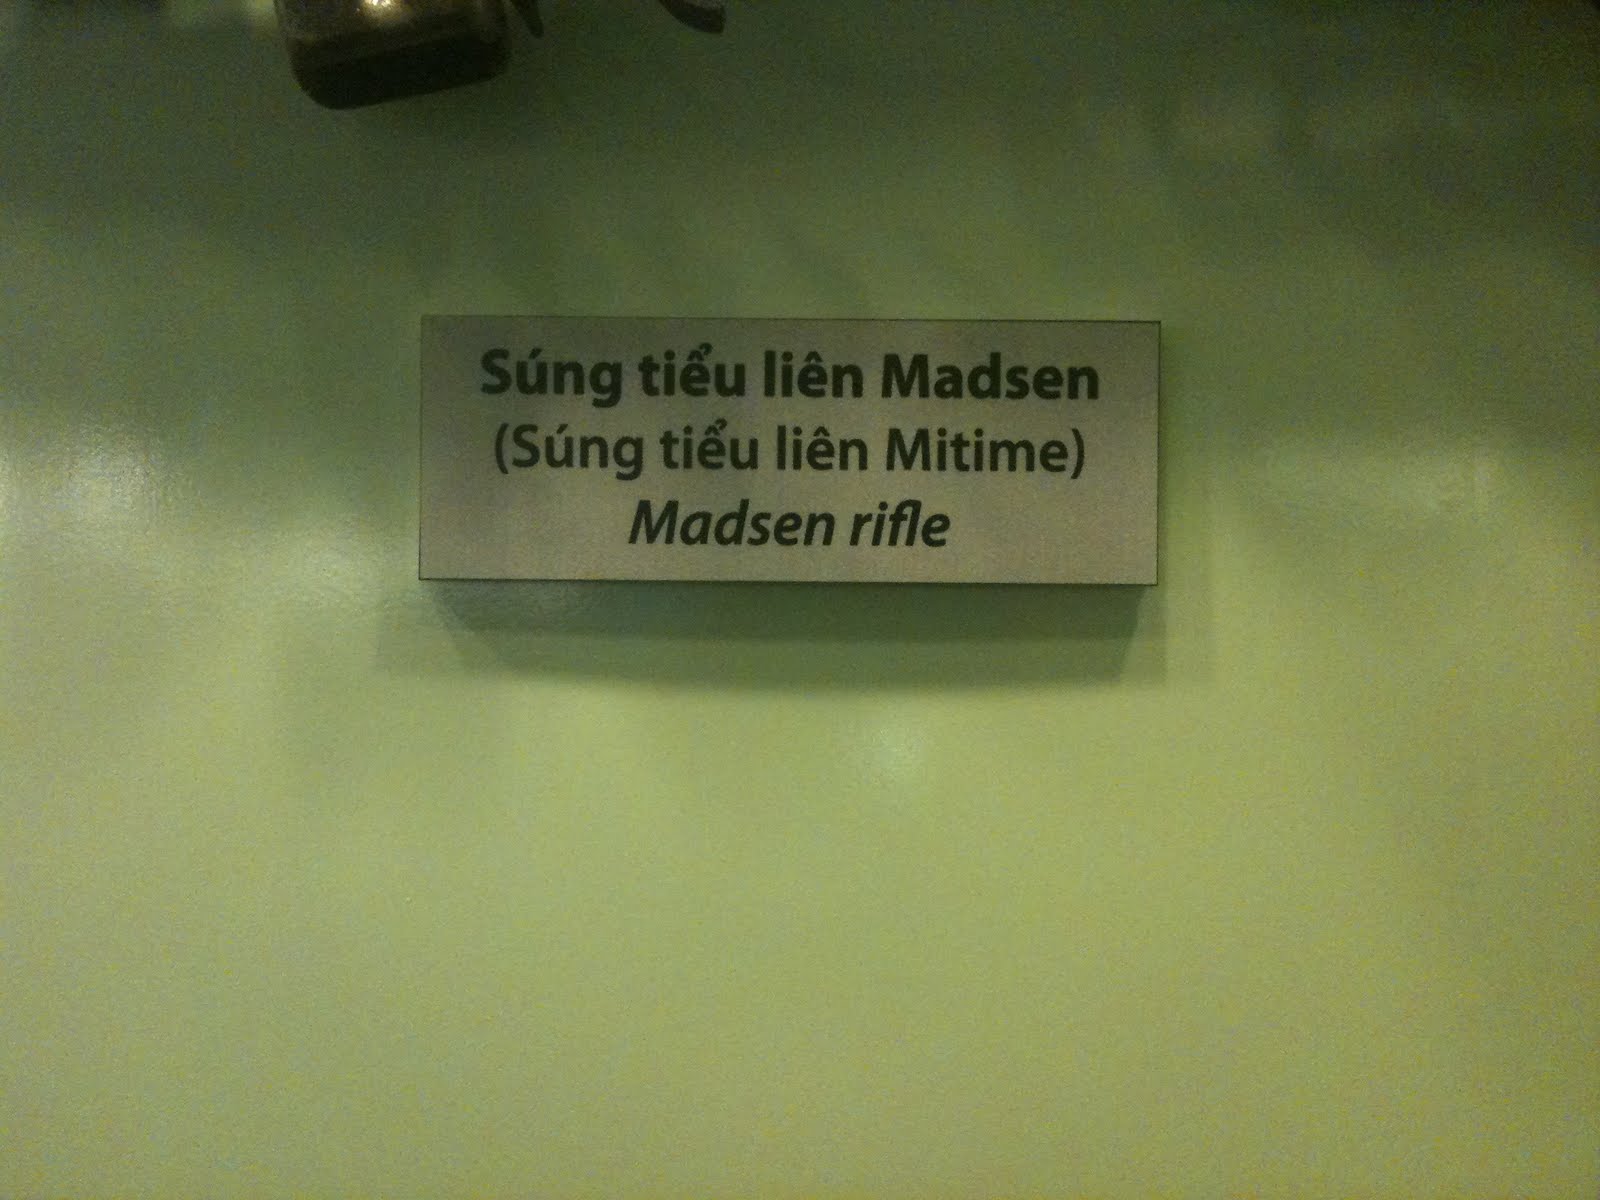 Súng tiểu liên Madsen
(Súng tiểu liên Mitime)
Madsen rifle